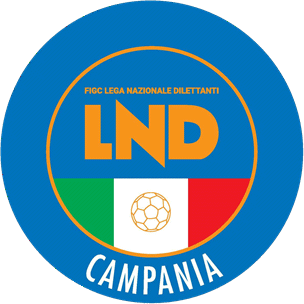 FIGC LEGA NAZIONALE DILETTANTI
LND
CAMPANIA